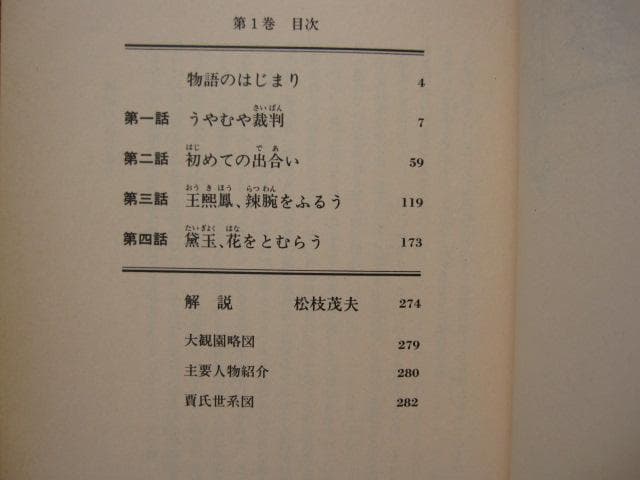 第1巻 目次
物語のはじまり 4
第一話 うやむや裁判 7
第二話 初めての出合い 59
第三話 王熙鳳、辣腕をふるう 119
第四話 黛玉、花をとむらう 173
解説 松枝茂夫 274
大観園略図 279
主要人物紹介 280
賈氏世系図 282